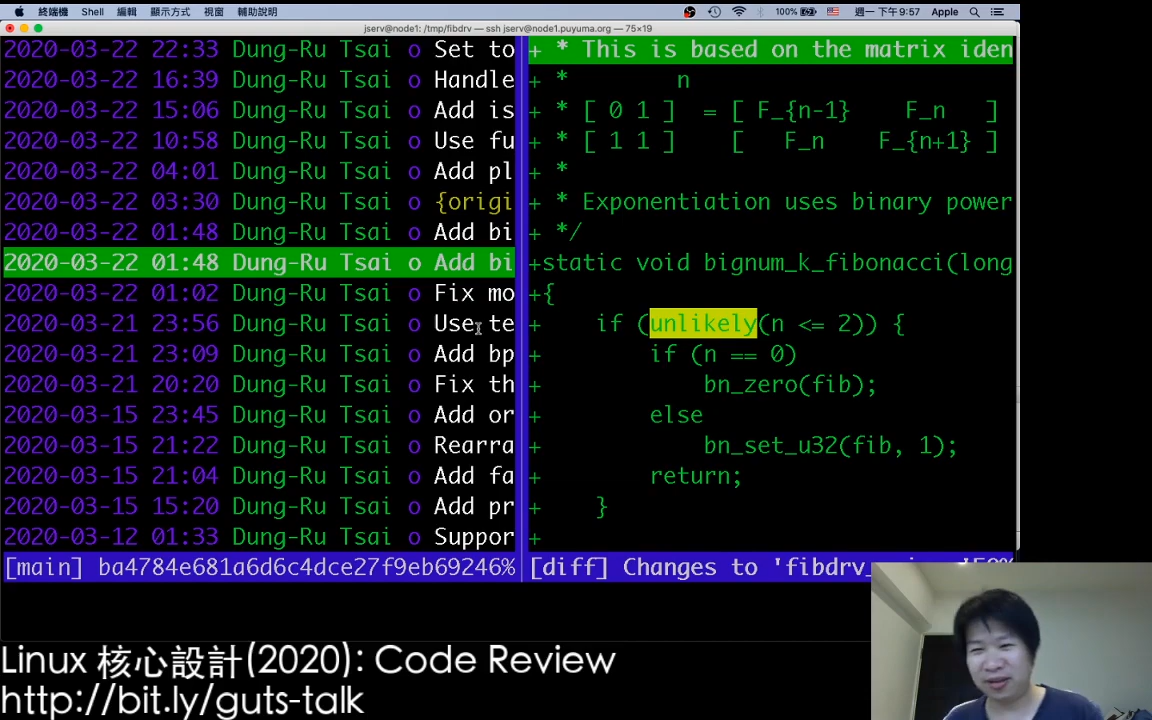 終端機 Shell 編輯 顯示方式 視窗 輔助說明 100% 週一 下午9:57 Apple
jserv@node1: /tmp/fibdrv — ssh jserv@node1.puyuma.org — 75×19
2020-03-22 22:33 Dung-Ru Tsai o Set to
2020-03-22 16:39 Dung-Ru Tsai o Handle
2020-03-22 15:06 Dung-Ru Tsai o Add is
2020-03-22 10:58 Dung-Ru Tsai o Use fu
2020-03-22 04:01 Dung-Ru Tsai o Add pl
2020-03-22 03:30 Dung-Ru Tsai o {origi
2020-03-22 01:48 Dung-Ru Tsai o Add bi
2020-03-22 01:48 Dung-Ru Tsai o Add bi
2020-03-22 01:02 Dung-Ru Tsai o Fix mo
2020-03-21 23:56 Dung-Ru Tsai o Use te
2020-03-21 23:09 Dung-Ru Tsai o Add bp
2020-03-21 20:20 Dung-Ru Tsai o Fix th
2020-03-15 23:45 Dung-Ru Tsai o Add or
2020-03-15 21:22 Dung-Ru Tsai o Rearra
2020-03-15 21:04 Dung-Ru Tsai o Add fa
2020-03-15 15:20 Dung-Ru Tsai o Add pr
2020-03-12 01:33 Dung-Ru Tsai o Suppor
[main] ba4784e681a6d6c4dce27f9eb69246%
+ * This is based on the matrix iden
+ *         n
+ * [ 0 1 ]  = [ F_{n-1}    F_n   ]
+ * [ 1 1 ]    [   F_n    F_{n+1} ]
+ *
+ * Exponentiation uses binary power
+ */
+static void bignum_k_fibonacci(long
+{
+    if (unlikely(n <= 2)) {
+        if (n == 0)
+            bn_zero(fib);
+        else
+            bn_set_u32(fib, 1);
+        return;
+    }
+
[diff] Changes to 'fibdrv
Linux 核心設計(2020): Code Review
http://bit.ly/guts-talk